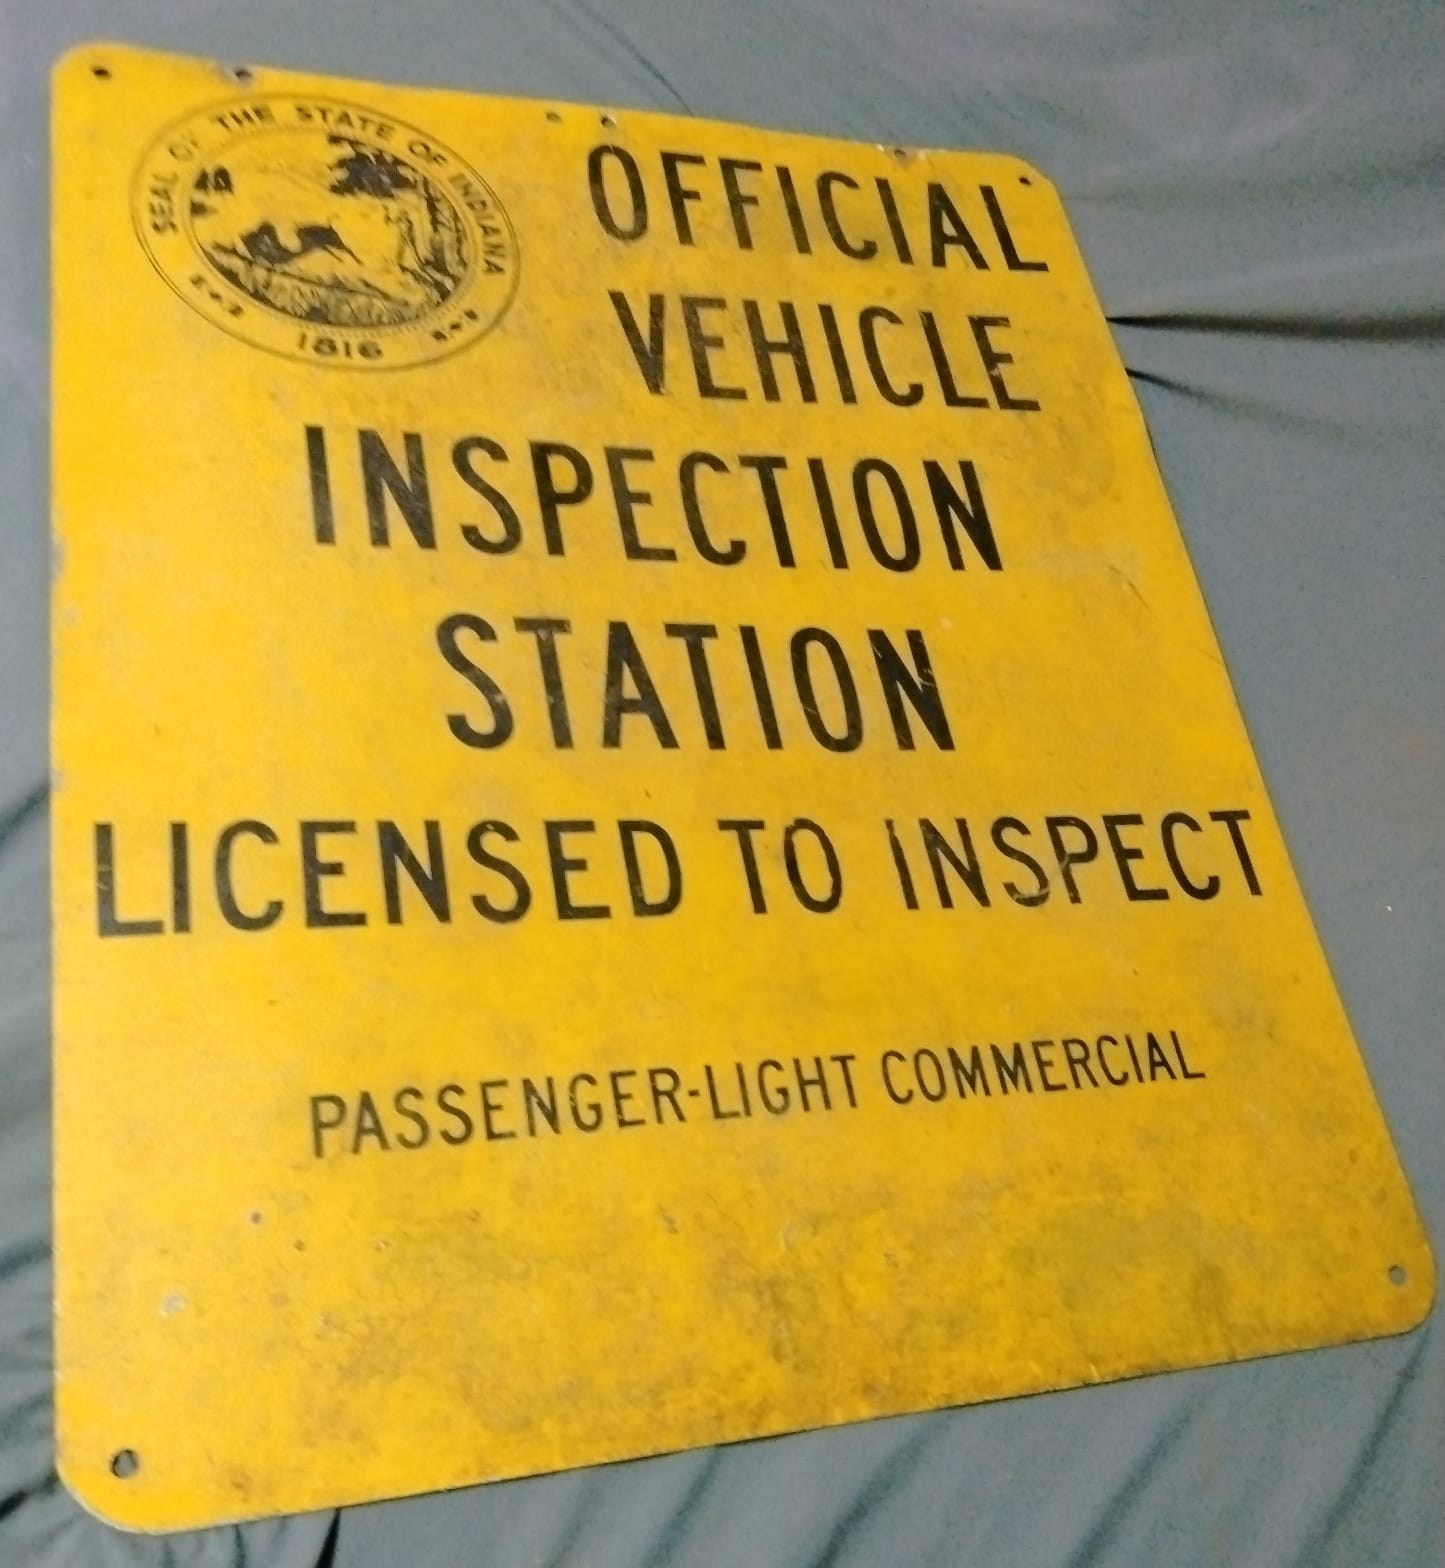 SEAL OF THE STATE OF INDIANA
1816
OFFICIAL
VEHICLE
INSPECTION
STATION
LICENSED TO INSPECT
PASSENGER-LIGHT COMMERCIAL